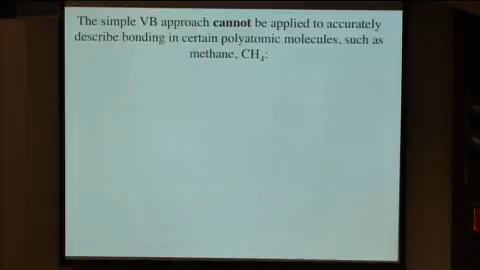 The simple VB approach cannot be applied to accurately
describe bonding in certain polyatomic molecules, such as
methane, CH₄: